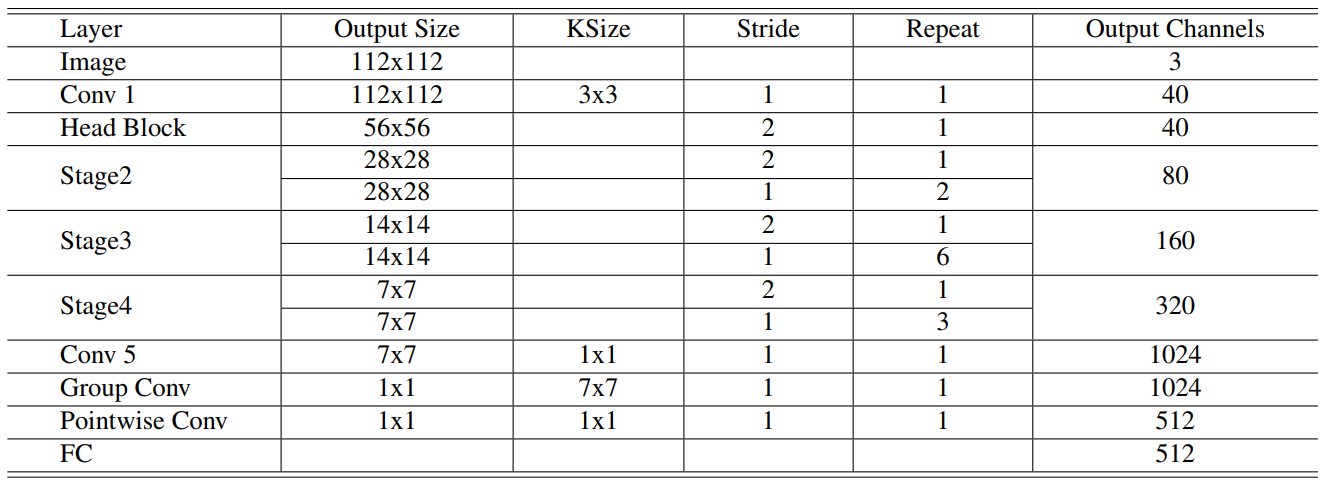 Layer Output Size KSize Stride Repeat Output Channels
Image 112x112 3
Conv 1 112x112 3x3 1 1 40
Head Block 56x56 2 1 40
Stage2 28x28 2 1 80
28x28 1 2
Stage3 14x14 2 1 160
14x14 1 6
Stage4 7x7 2 1 320
7x7 1 3
Conv 5 7x7 1x1 1 1 1024
Group Conv 1x1 7x7 1 1 1024
Pointwise Conv 1x1 1x1 1 1 512
FC 512